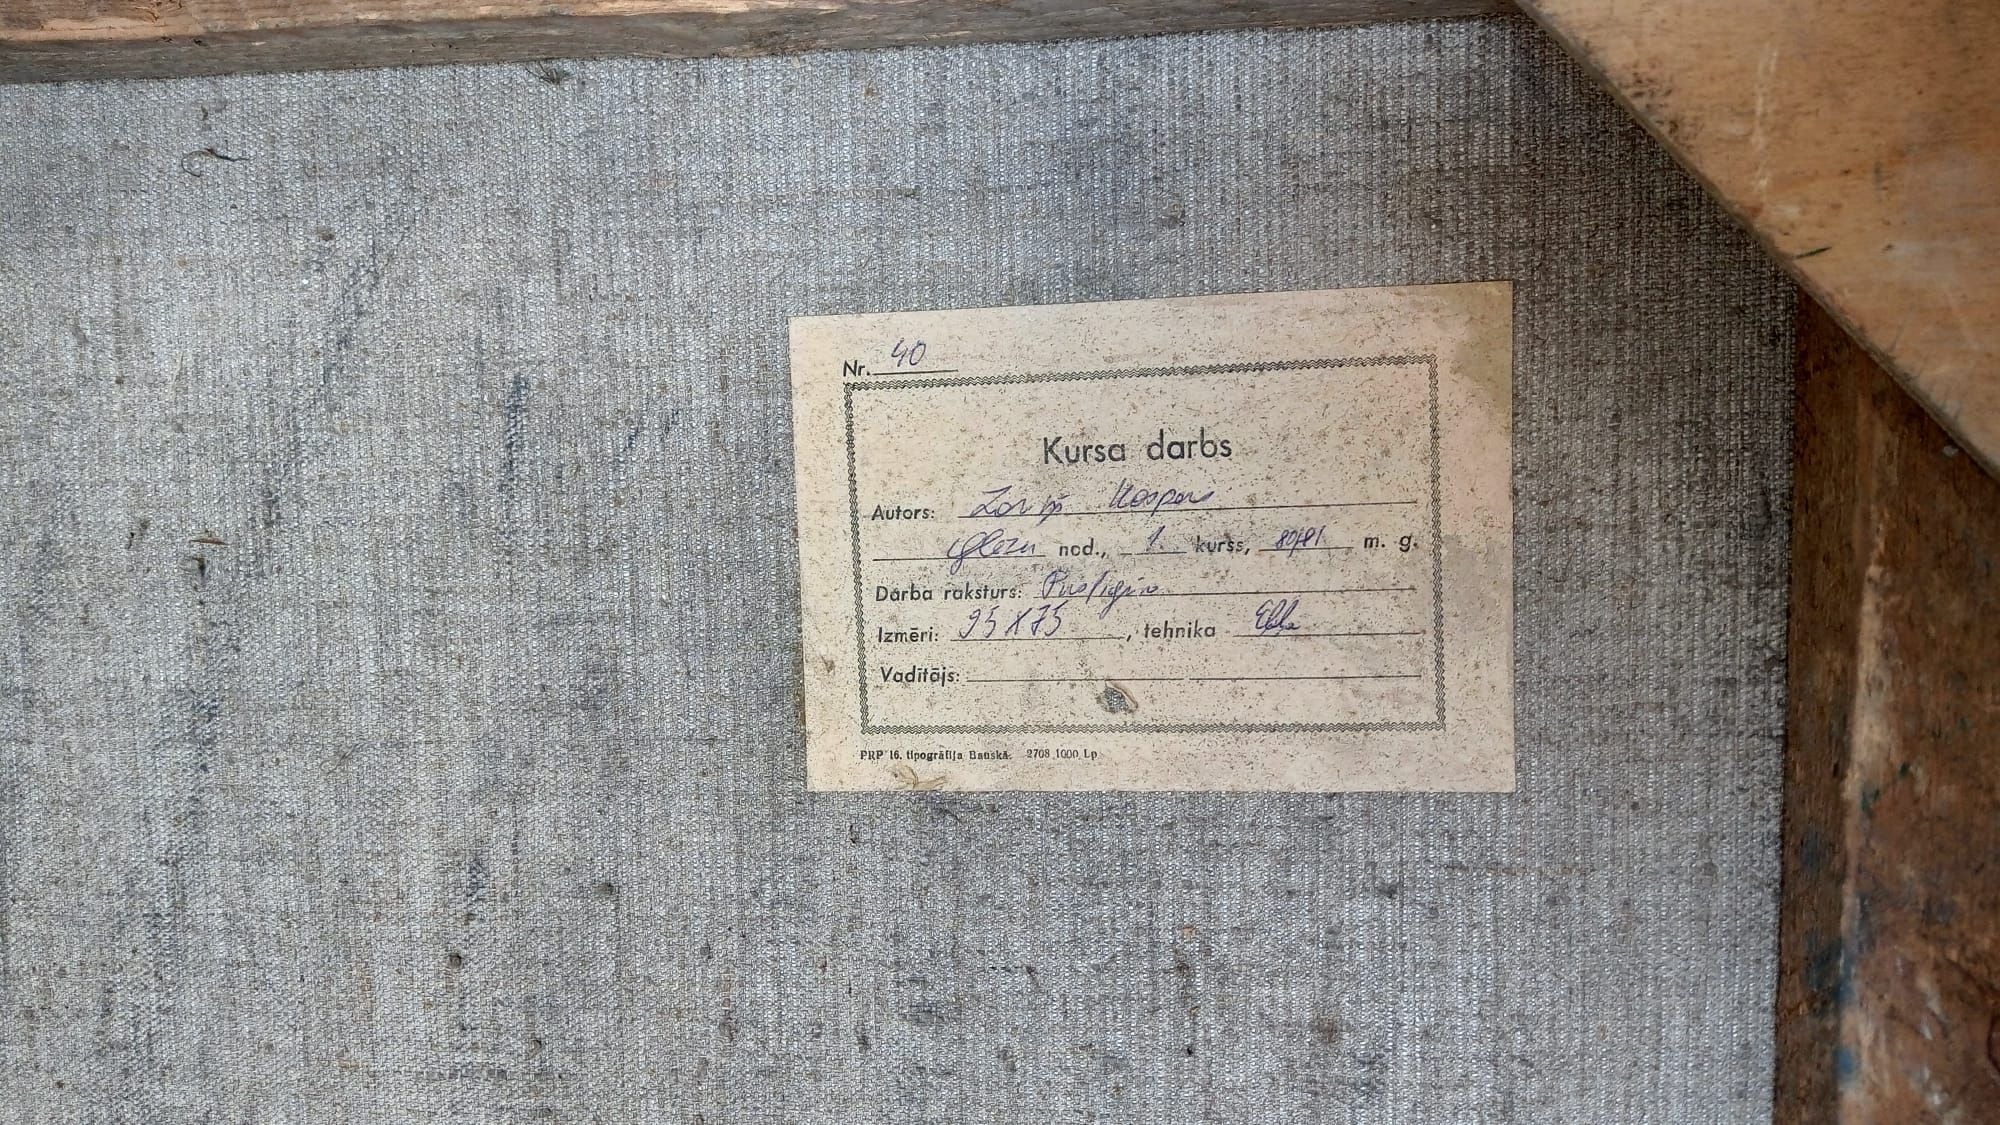 Nr. 40
Kursa darbs
Autors: Kaspars
Glezn nod., 1. kurss, 80/81. m. g.
Darba raksturs: Pusfigūra
Izmēri: 95 X 75, tehnika Eļļa
Vadītājs:
PRP 16. tipogrāfija Bauskā. 2708 1000 Lp